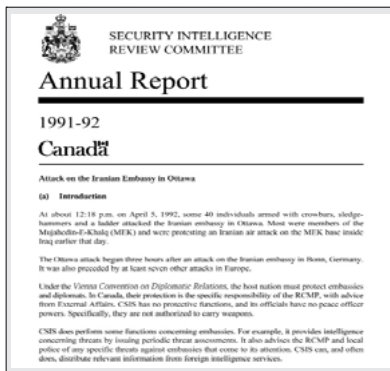 SECURITY INTELLIGENCE
REVIEW COMMITTEE
Annual Report
1991-92
Canada
Attack on the Iranian Embassy in Ottawa
(a) Introduction
At about 12:18 p.m. on April 5, 1992, some 40 individuals armed with crowbars, sledge-
hammers and a ladder attacked the Iranian embassy in Ottawa. Most were members of the
Mujahedin-E-Khalq (MEK) and were protesting an Iranian air attack on the MEK base inside
Iraq earlier that day.
The Ottawa attack began three hours after an attack on the Iranian embassy in Bonn, Germany.
It was also preceded by at least seven other attacks in Europe.
Under the Vienna Convention on Diplomatic Relations, the host nation must protect embassies
and diplomats. In Canada, their protection is the specific responsibility of the RCMP, with advice
from External Affairs. CSIS has no protective functions, and its officials have no peace officer
powers. Specifically, they are not authorized to carry weapons.
CSIS does perform some functions concerning embassies. For example, it provides intelligence
concerning threats by issuing periodic threat assessments. It also advises the RCMP and local
police of any specific threats against embassies that come to its attention. CSIS can, and often
does, distribute relevant information from foreign intelligence services.